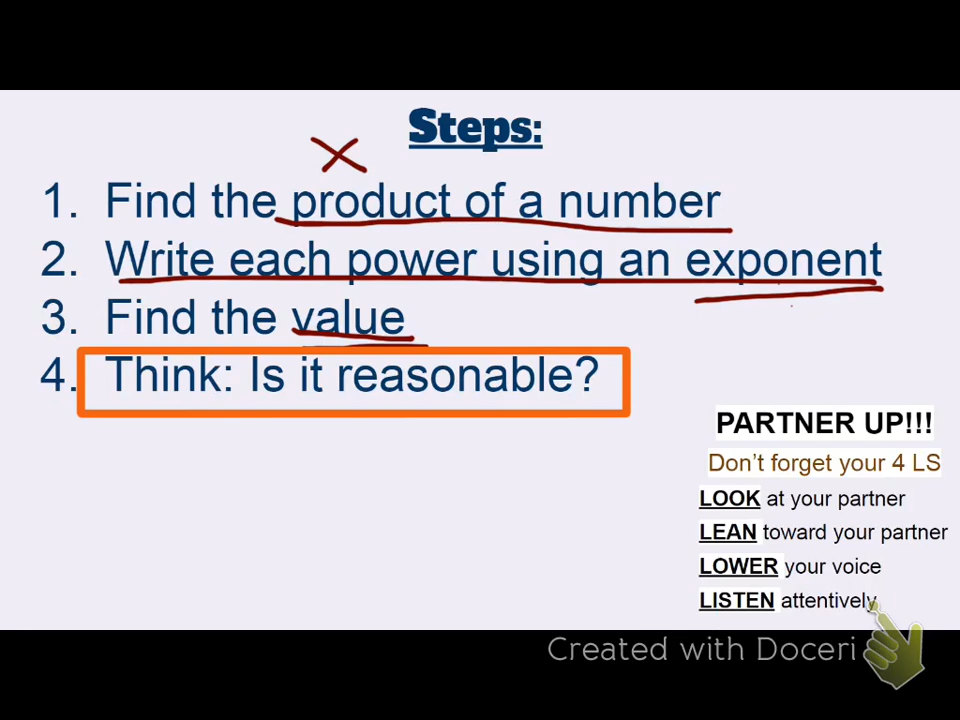 Steps:
1. Find the product of a number
2. Write each power using an exponent
3. Find the value
4. Think: Is it reasonable?
PARTNER UP!!!
Don't forget your 4 LS
LOOK at your partner
LEAN toward your partner
LOWER your voice
LISTEN attentively
Created with Doceri